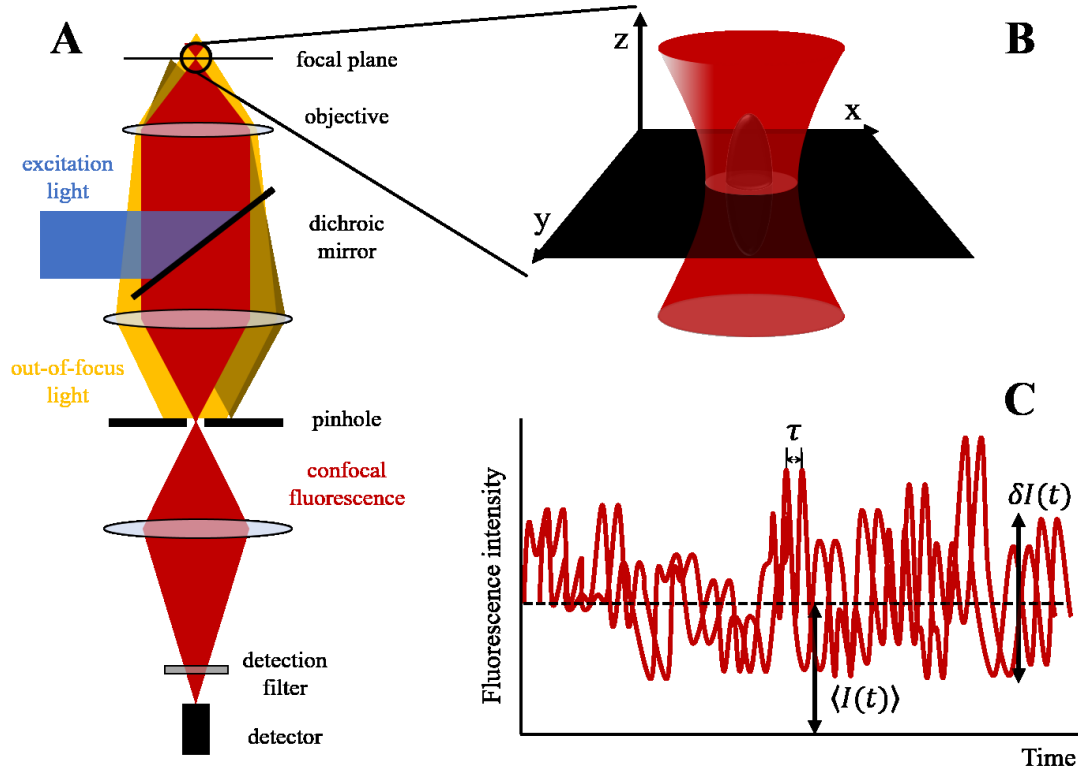 A
focal plane
objective
excitation
light
dichroic
mirror
out-of-focus
light
pinhole
confocal
fluorescence
detection
filter
detector
B
z
x
y
C
τ
δI(t)
⟨I(t)⟩
Fluorescence intensity
Time